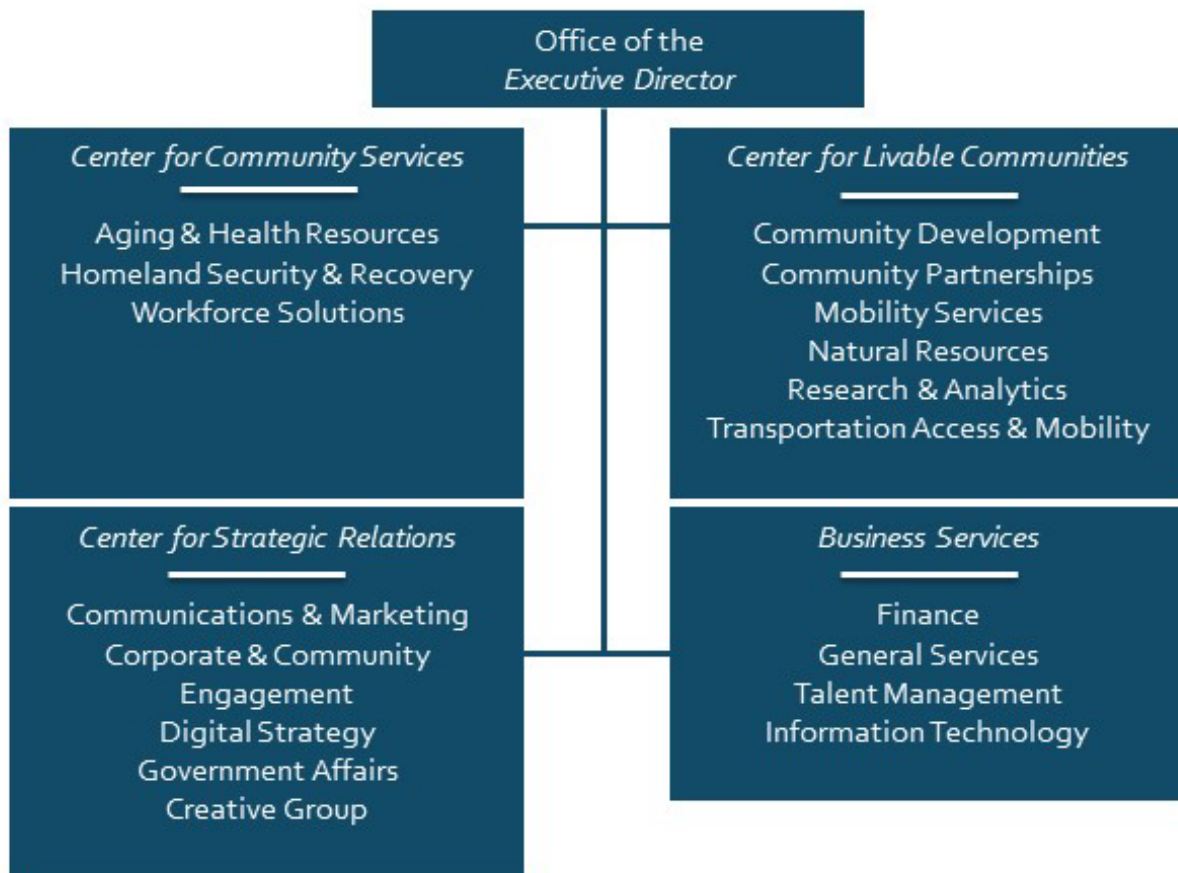 Office of the
Executive Director
Center for Community Services
Aging & Health Resources
Homeland Security & Recovery
Workforce Solutions
Center for Livable Communities
Community Development
Community Partnerships
Mobility Services
Natural Resources
Research & Analytics
Transportation Access & Mobility
Center for Strategic Relations
Communications & Marketing
Corporate & Community
Engagement
Digital Strategy
Government Affairs
Creative Group
Business Services
Finance
General Services
Talent Management
Information Technology